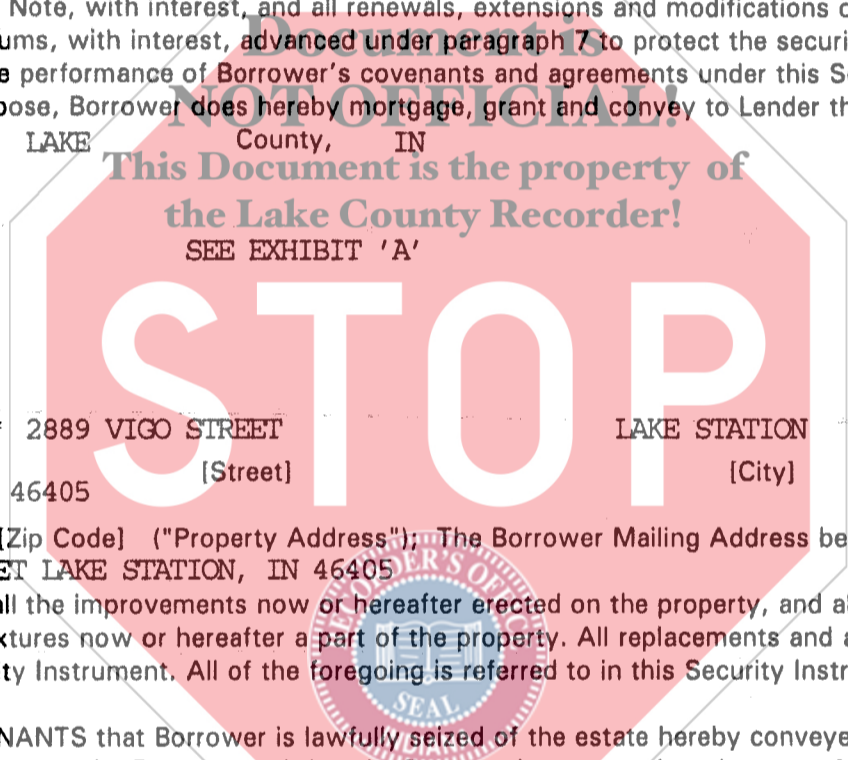 Note, with interest, and all renewals, extensions and modifications
Document is
ums, with interest, advanced under paragraph 7 to protect the securi
e performance of Borrower's covenants and agreements under this S
NOT OFFICIAL!
pose, Borrower does hereby mortgage, grant and convey to Lender th
LAKE County, IN
This Document is the property of
the Lake County Recorder!
SEE EXHIBIT 'A'
STOP
2889 VIGO STREET LAKE STATION
[Street] [City]
46405
[Zip Code] ("Property Address"); The Borrower Mailing Address be
ET LAKE STATION, IN 46405
all the improvements now or hereafter erected on the property, and a
xtures now or hereafter a part of the property. All replacements and a
ty Instrument. All of the foregoing is referred to in this Security Instr
RECORDER'S OFFIC
SEAL
NANTS that Borrower is lawfully seized of the estate hereby conveye